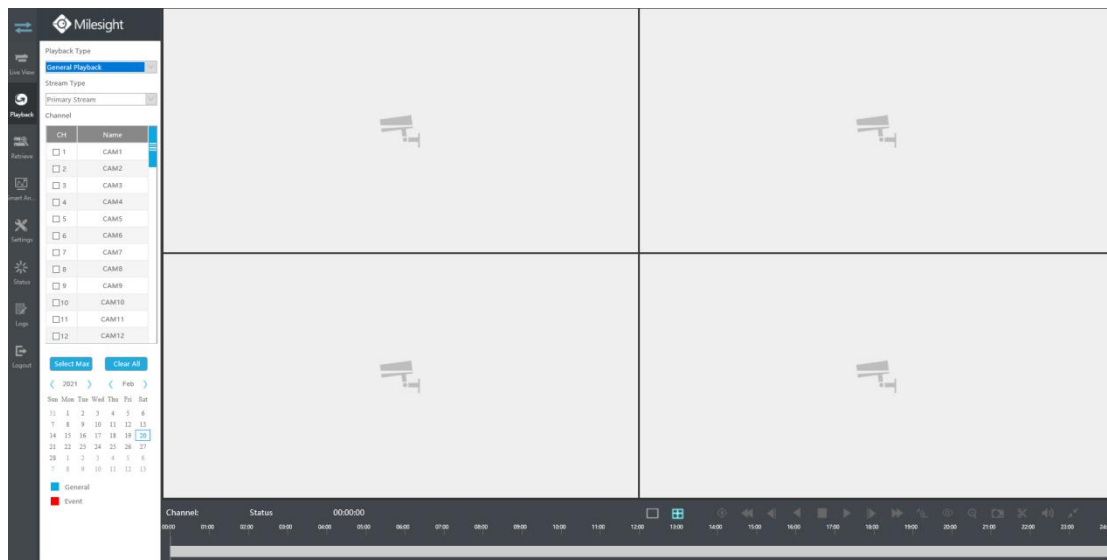 Milesight
Live View
Playback
Retrieve
Smart An...
Settings
Status
Logs
Logout
Playback Type
General Playback
Stream Type
Primary Stream
Channel
CH Name
1 CAM1
2 CAM2
3 CAM3
4 CAM4
5 CAM5
6 CAM6
7 CAM7
8 CAM8
9 CAM9
10 CAM10
11 CAM11
12 CAM12
Select Max Clear All
2021 Feb
Sun Mon Tue Wed Thu Fri Sat
31 1 2 3 4 5 6
7 8 9 10 11 12 13
14 15 16 17 18 19 20
21 22 23 24 25 26 27
28 1 2 3 4 5 6
7 8 9 10 11 12 13
General
Event
Channel: Status 00:00:00
00:00 01:00 02:00 03:00 04:00 05:00 06:00 07:00 08:00 09:00 10:00 11:00 12:00 13:00 14:00 15:00 16:00 17:00 18:00 19:00 20:00 21:00 22:00 23:00